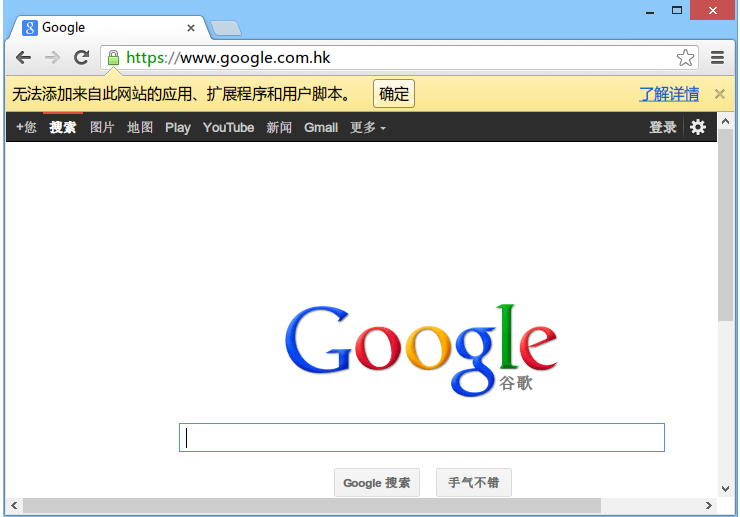 Google
https://www.google.com.hk
无法添加来自此网站的应用、扩展程序和用户脚本。 确定 了解详情
+您 搜索 图片 地图 Play YouTube 新闻 Gmail 更多 登录
Google
谷歌
Google 搜索 手气不错